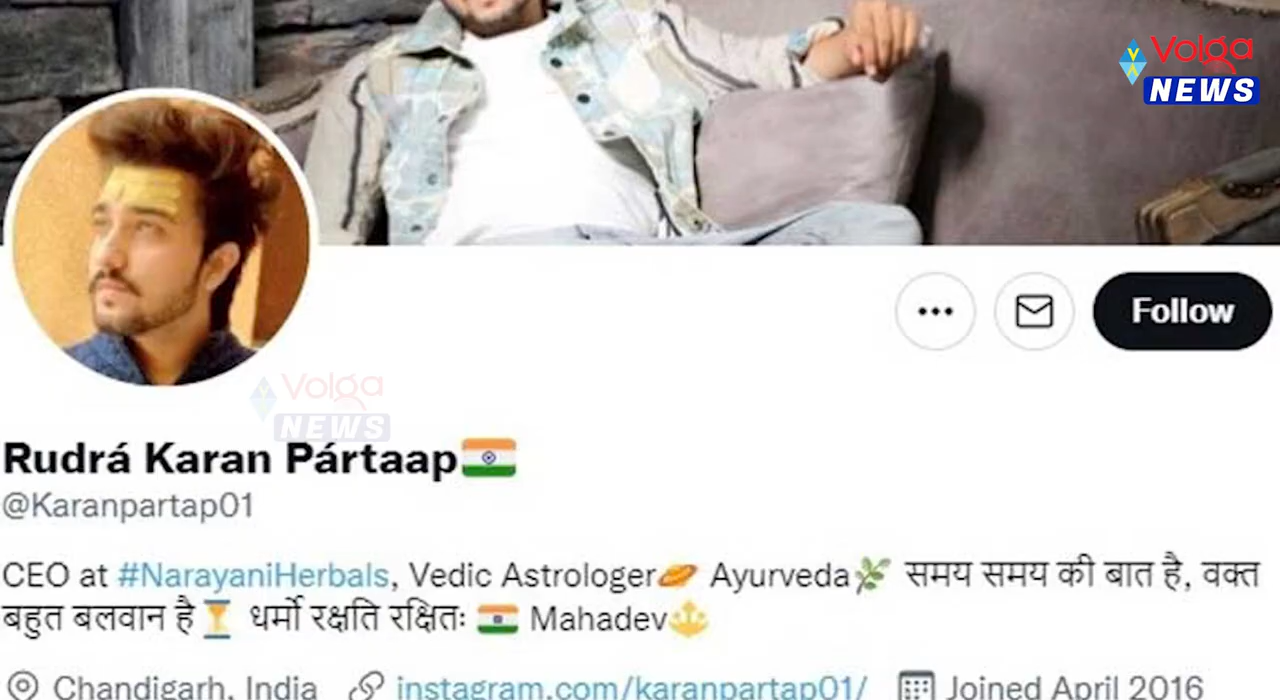 Volga
NEWS
Follow
Volga
NEWS
Rudrá Karan Pártaap
@Karanpartap01
CEO at #NarayaniHerbals, Vedic Astrologer🪐 Ayurveda🌿 समय समय की बात है, वक्त
बहुत बलवान है⏳ धर्मो रक्षति रक्षितः 🇮🇳 Mahadev🔱
Chandigarh, India instagram.com/karanpartap01/ Joined April 2016